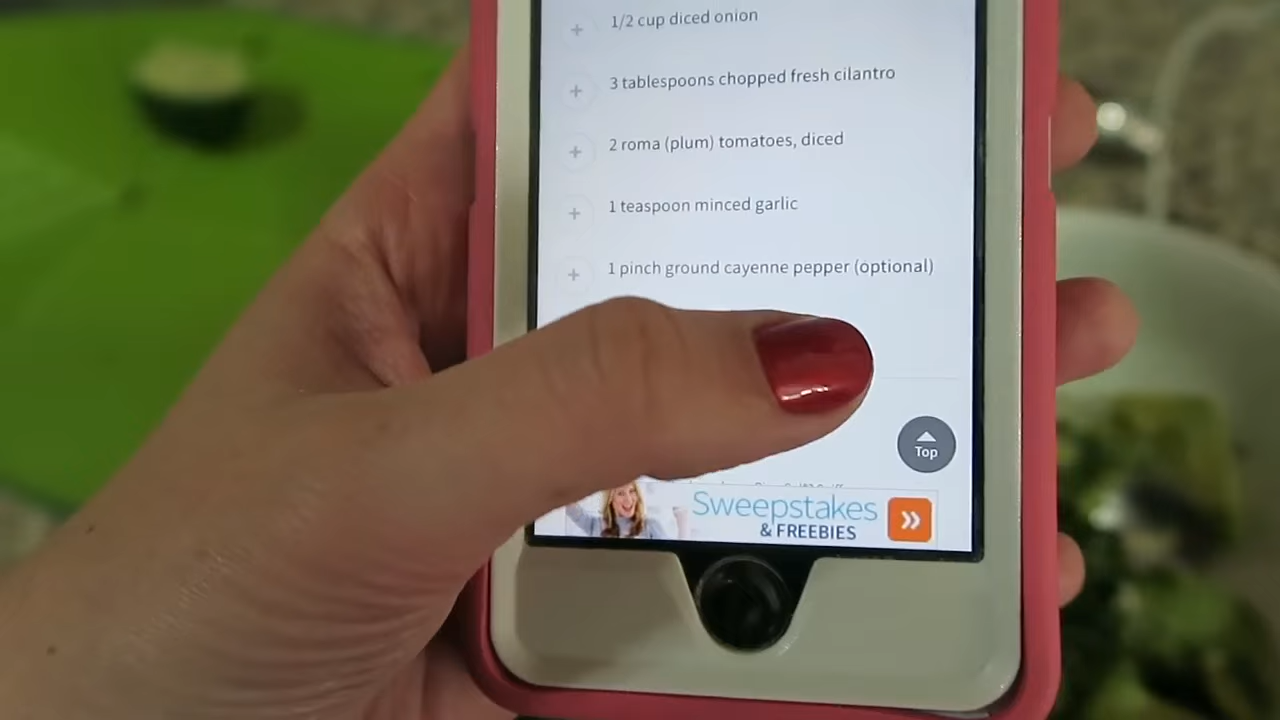 1/2 cup diced onion
3 tablespoons chopped fresh cilantro
2 roma (plum) tomatoes, diced
1 teaspoon minced garlic
1 pinch ground cayenne pepper (optional)
Top
Sweepstakes
& FREEBIES